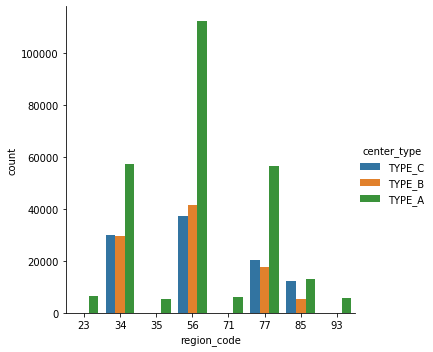 100000
80000
60000
40000
20000
0
count
23 34 35 56 71 77 85 93
region_code
center_type
TYPE_C
TYPE_B
TYPE_A